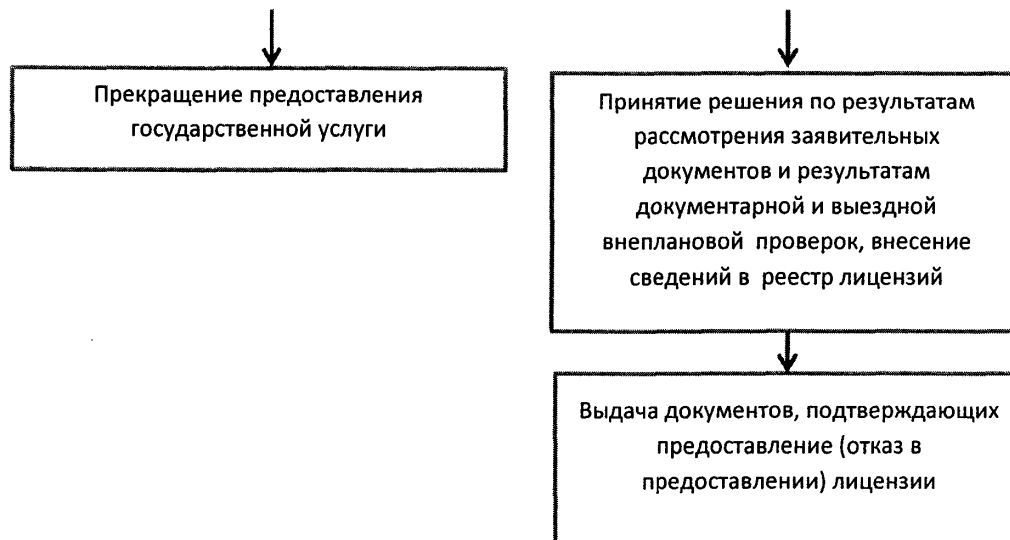 Прекращение предоставления
государственной услуги
Принятие решения по результатам
рассмотрения заявительных
документов и результатам
документарной и выездной
внеплановой проверок, внесение
сведений в реестр лицензий
Выдача документов, подтверждающих
предоставление (отказ в
предоставлении) лицензии